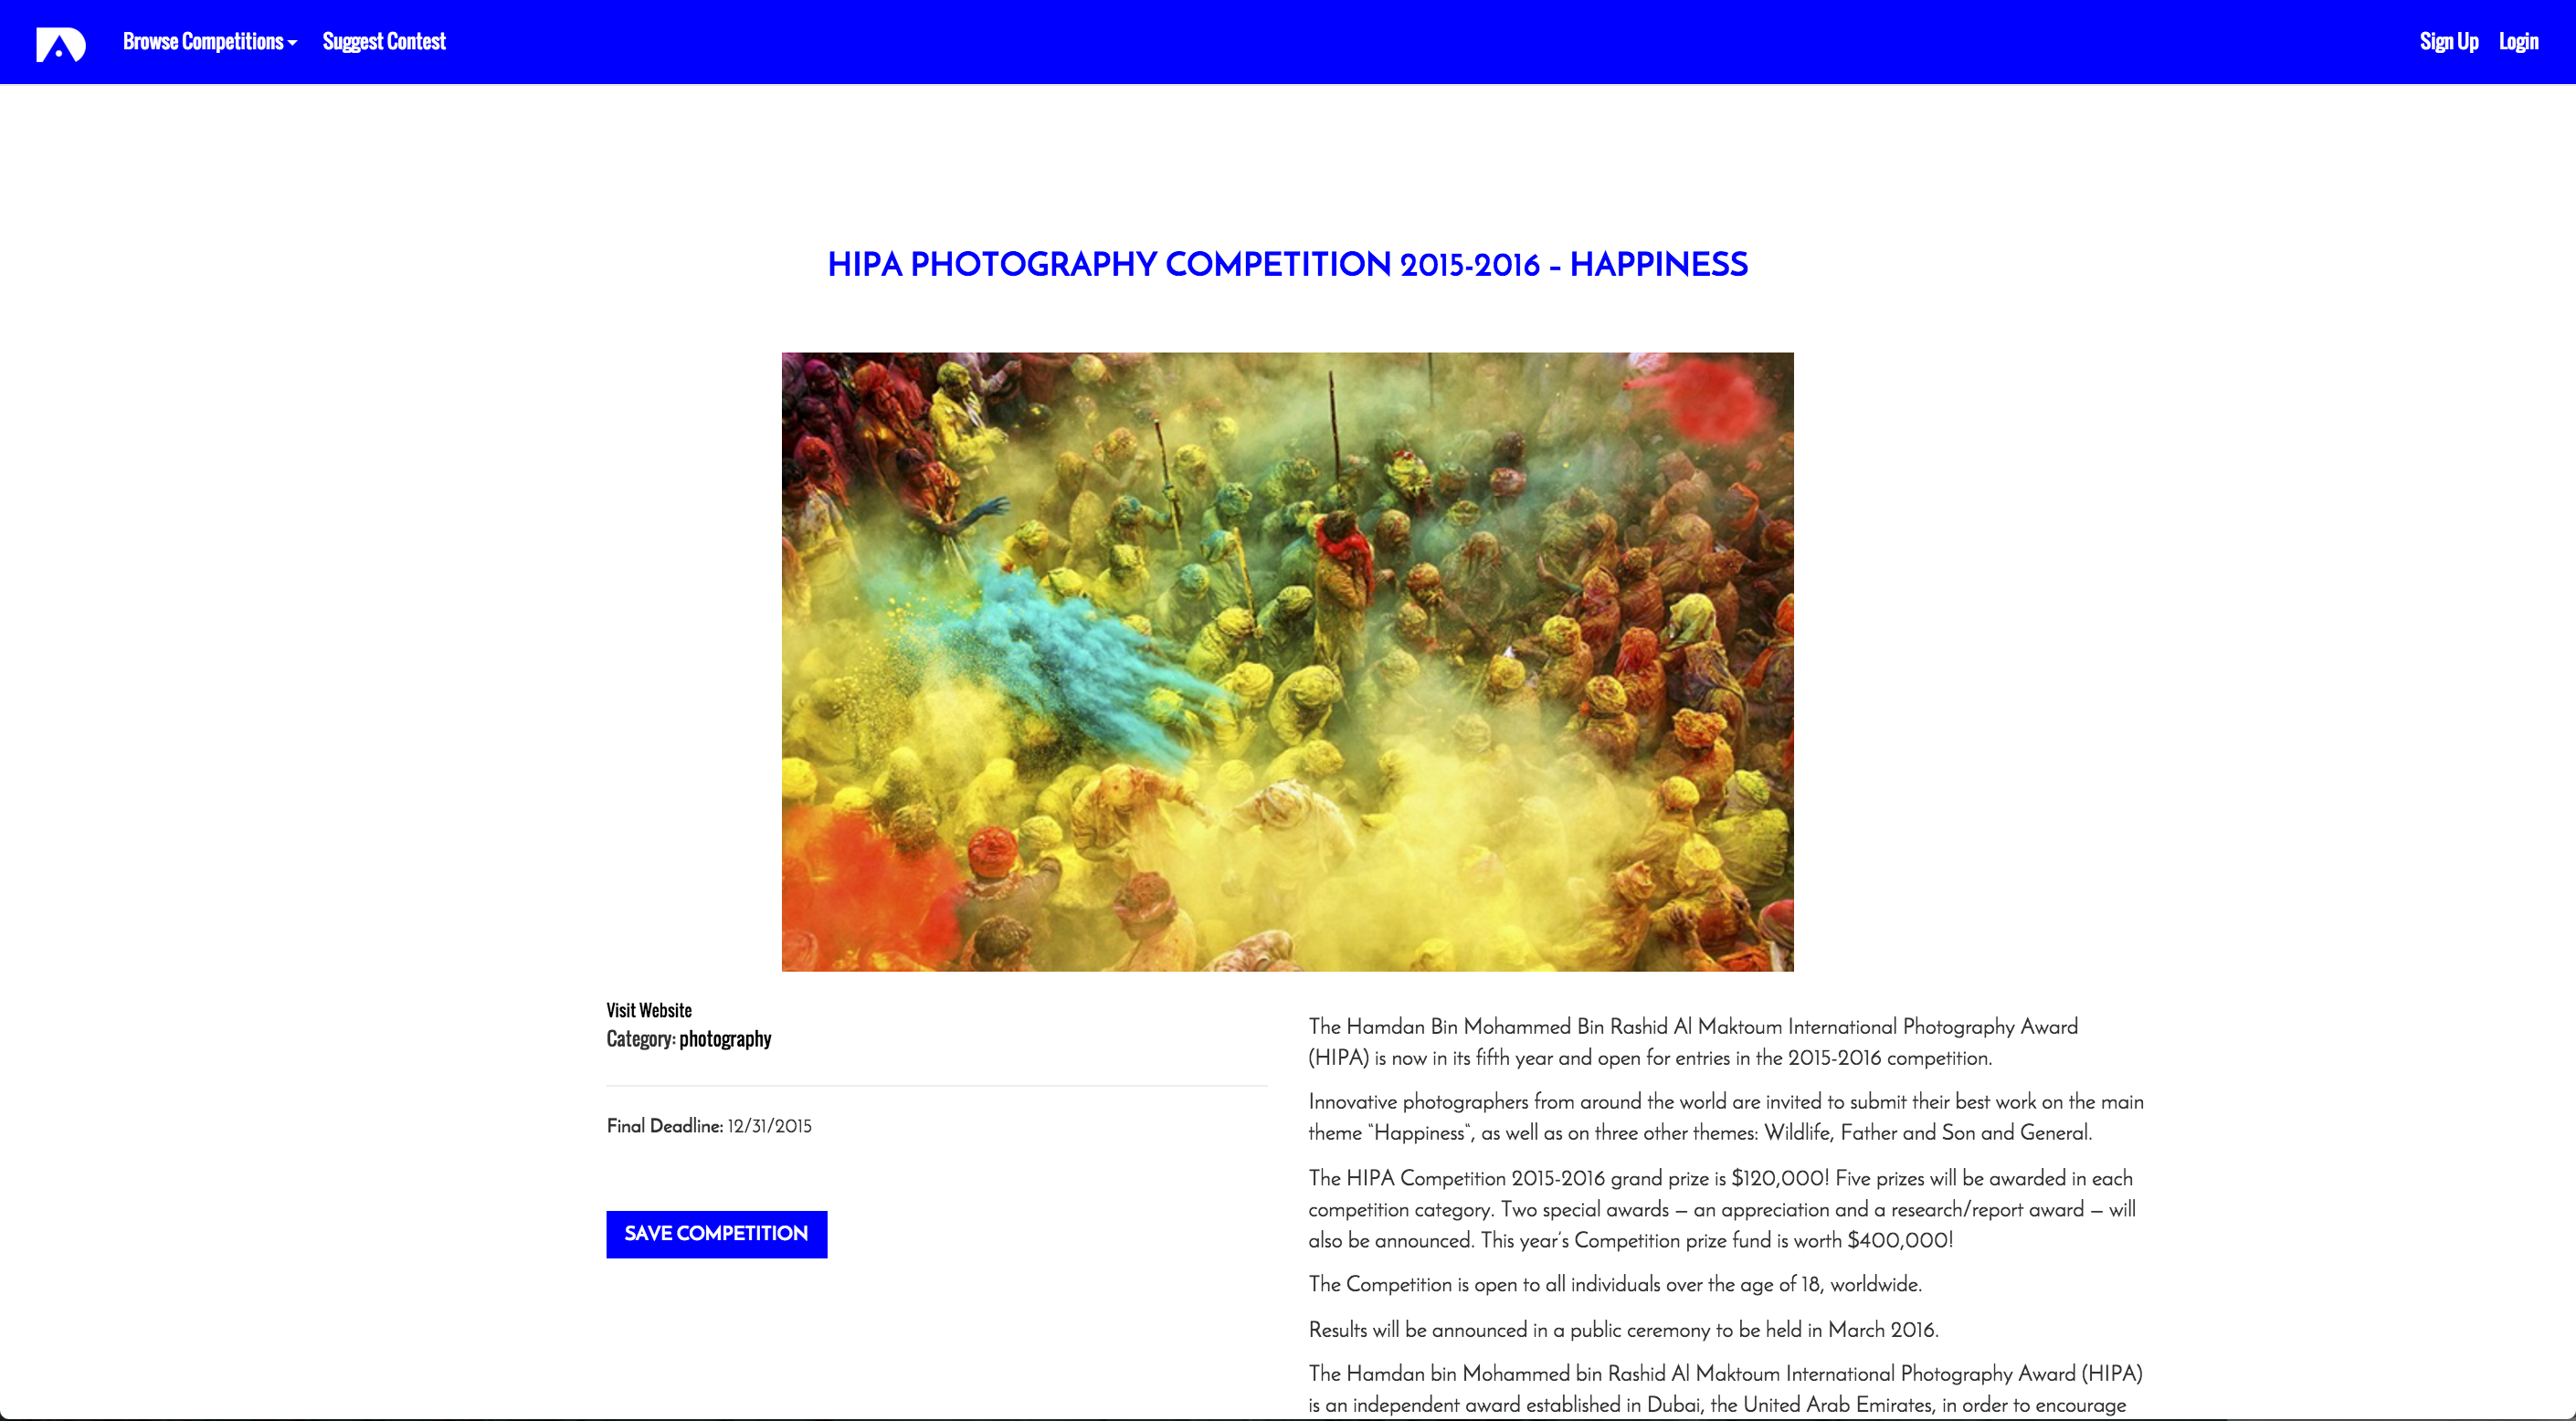 Browse Competitions Suggest Contest Sign Up Login
HIPA PHOTOGRAPHY COMPETITION 2015-2016 – HAPPINESS
Visit Website
Category: photography
Final Deadline: 12/31/2015
SAVE COMPETITION
The Hamdan Bin Mohammed Bin Rashid Al Maktoum International Photography Award
(HIPA) is now in its fifth year and open for entries in the 2015-2016 competition.
Innovative photographers from around the world are invited to submit their best work on the main
theme “Happiness“, as well as on three other themes: Wildlife, Father and Son and General.
The HIPA Competition 2015-2016 grand prize is $120,000! Five prizes will be awarded in each
competition category. Two special awards – an appreciation and a research/report award – will
also be announced. This year’s Competition prize fund is worth $400,000!
The Competition is open to all individuals over the age of 18, worldwide.
Results will be announced in a public ceremony to be held in March 2016.
The Hamdan bin Mohammed bin Rashid Al Maktoum International Photography Award (HIPA)
is an independent award established in Dubai, the United Arab Emirates, in order to encourage